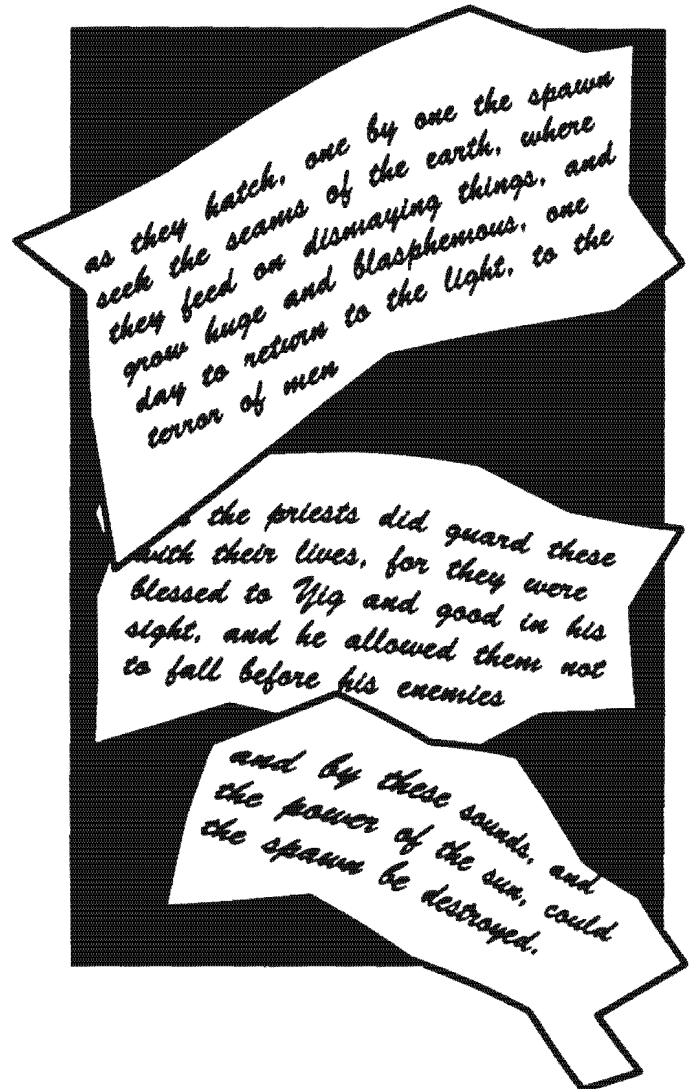 as they hatch, one by one the spawn
seek the seams of the earth, where
they feed on dismaying things, and
grow huge and blasphemous, one
day to return to the light, to the
terror of men
the priests did guard these
with their lives, for they were
blessed to Yig and good in his
sight, and he allowed them not
to fall before his enemies
and by these sounds, and
the power of the sun, could
the spawn be destroyed.